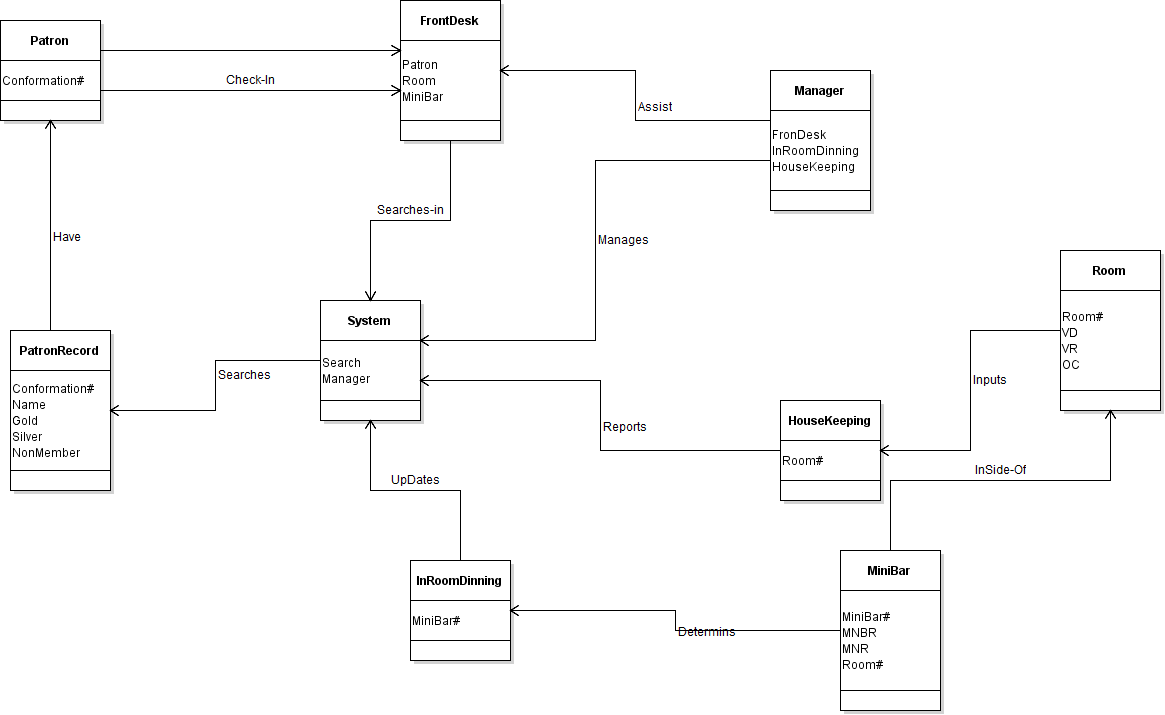 Patron
Conformation#
Check-In
FrontDesk
Patron
Room
MiniBar
Assist
Manager
FronDesk
InRoomDinning
HouseKeeping
Searches-in
Manages
Have
System
Search
Manager
Room
Room#
VD
VR
OC
PatronRecord
Conformation#
Name
Gold
Silver
NonMember
Searches
Inputs
Reports
HouseKeeping
Room#
InSide-Of
UpDates
InRoomDinning
MiniBar#
Determins
MiniBar
MiniBar#
MNBR
MNR
Room#